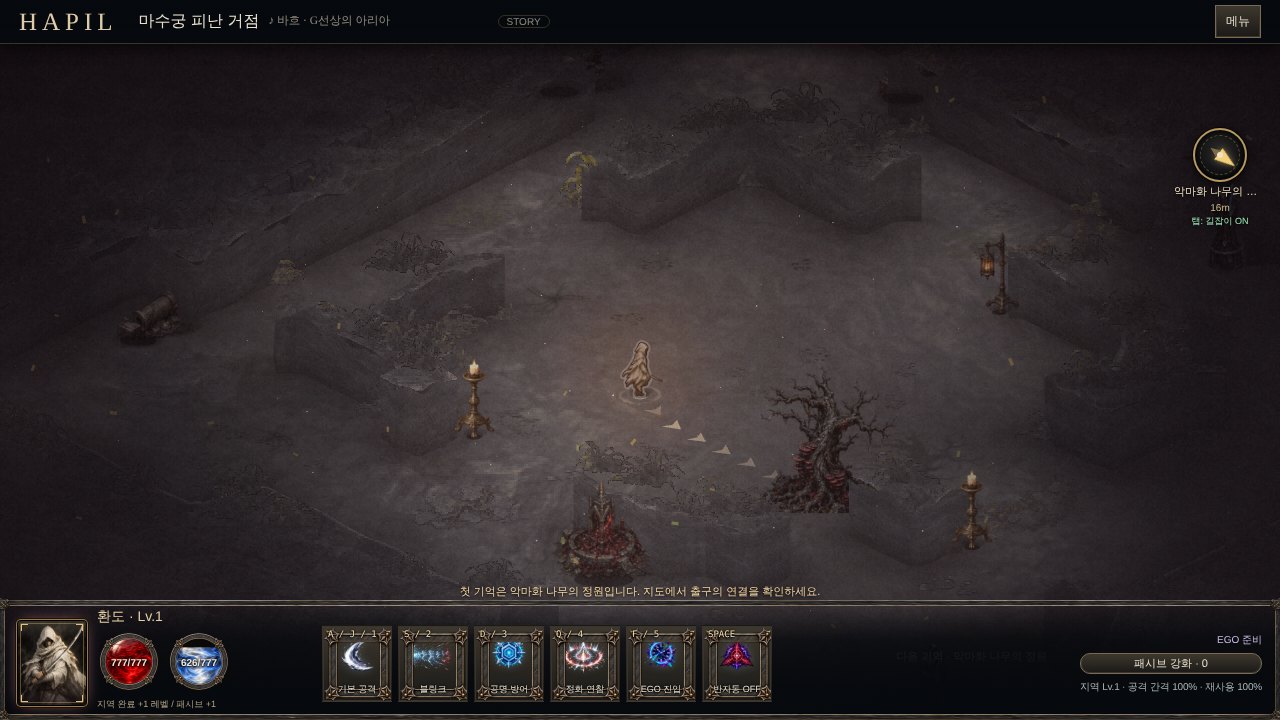 HAPIL
마수궁 피난 거점
♪ 바흐 · G선상의 아리아
STORY
메뉴
악마화 나무의 …
16m
탭: 길잡이 ON
첫 기억은 악마화 나무의 정원입니다. 지도에서 출구의 연결을 확인하세요.
환도 · Lv.1
777/777
626/777
지역 완료 +1 레벨 / 패시브 +1
A / J / 1
기본 공격
S / 2
블링크
D / 3
공명 방어
Q / 4
정화 연참
F / 5
EGO 진입
SPACE
반자동 OFF
EGO 준비
패시브 강화 · 0
지역 Lv.1 · 공격 간격 100% · 재사용 100%